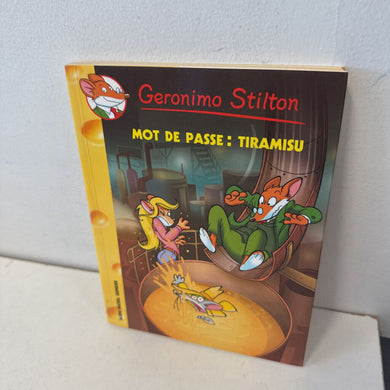 Geronimo Stilton
MOT DE PASSE : TIRAMISU